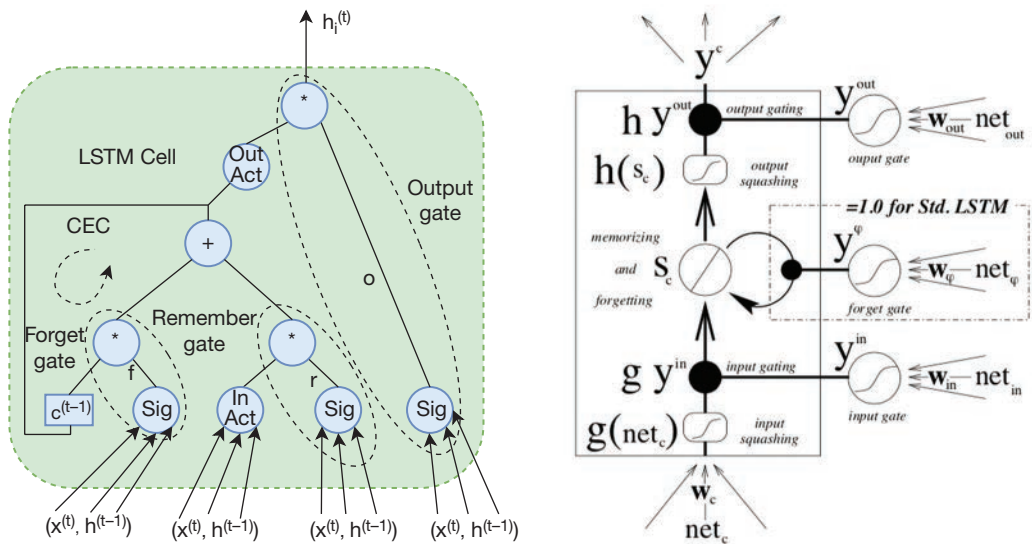 h_i^(t)
*
LSTM Cell
Out
Act
Output
gate
CEC
+
o
Forget
gate
Remember
gate
*
*
f
r
c^(t−1)
Sig
In
Act
Sig
Sig
(x^(t), h^(t−1))
(x^(t), h^(t−1))
(x^(t), h^(t−1))
(x^(t), h^(t−1))
y^c
h y^out
output gating
y^out
w_out net_out
ouput gate
h(s_c)
output
squashing
=1.0 for Std. LSTM
memorizing
and
forgetting
s_c
y^φ
w_φ net_φ
forget gate
g y^in
input gating
y^in
w_in net_in
input gate
g(net_c)
input
squashing
w_c
net_c